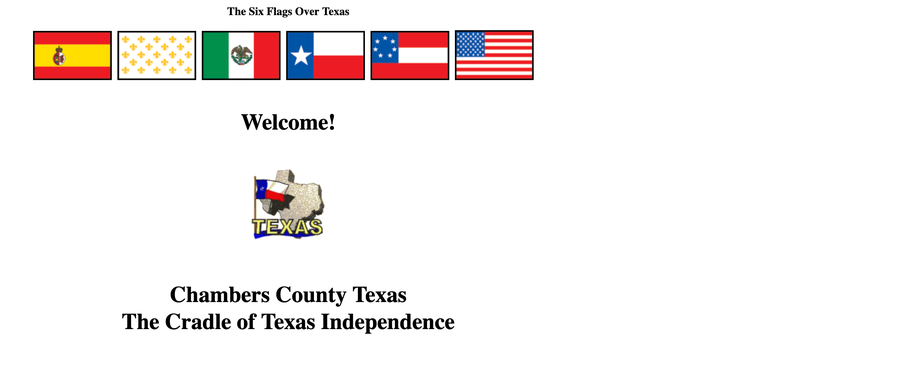 The Six Flags Over Texas
Welcome!
TEXAS
Chambers County Texas
The Cradle of Texas Independence